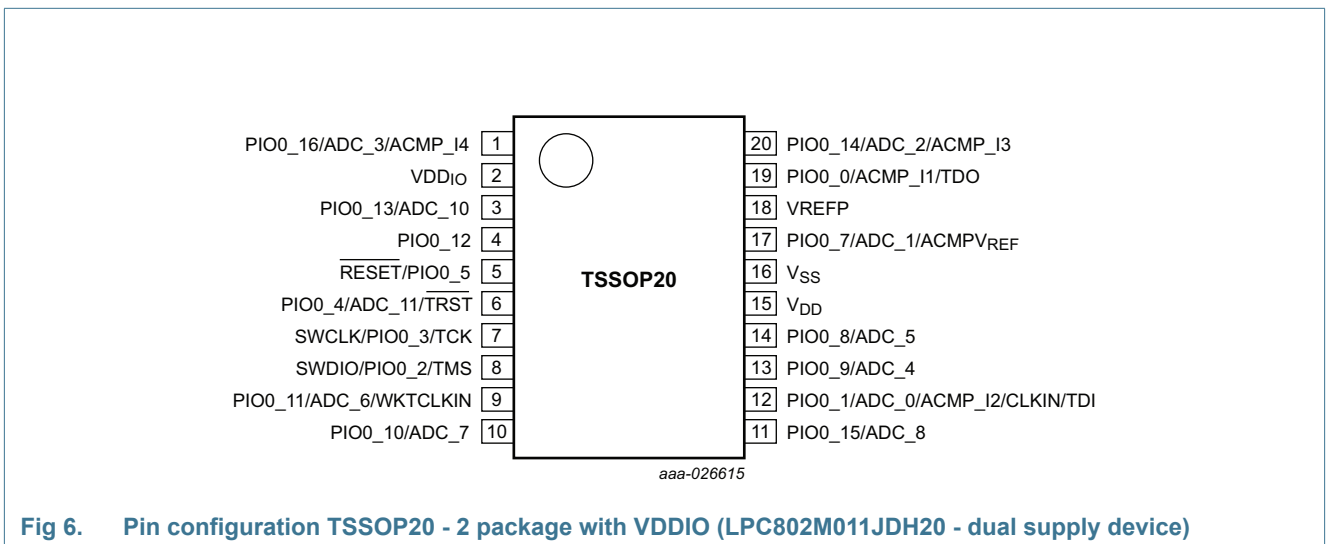 PIO0_16/ADC_3/ACMP_I4 1
VDDIO 2
PIO0_13/ADC_10 3
PIO0_12 4
RESET/PIO0_5 5
PIO0_4/ADC_11/TRST 6
SWCLK/PIO0_3/TCK 7
SWDIO/PIO0_2/TMS 8
PIO0_11/ADC_6/WKTCLKIN 9
PIO0_10/ADC_7 10
TSSOP20
20 PIO0_14/ADC_2/ACMP_I3
19 PIO0_0/ACMP_I1/TDO
18 VREFP
17 PIO0_7/ADC_1/ACMPVREF
16 VSS
15 VDD
14 PIO0_8/ADC_5
13 PIO0_9/ADC_4
12 PIO0_1/ADC_0/ACMP_I2/CLKIN/TDI
11 PIO0_15/ADC_8
aaa-026615
Fig 6. Pin configuration TSSOP20 - 2 package with VDDIO (LPC802M011JDH20 - dual supply device)